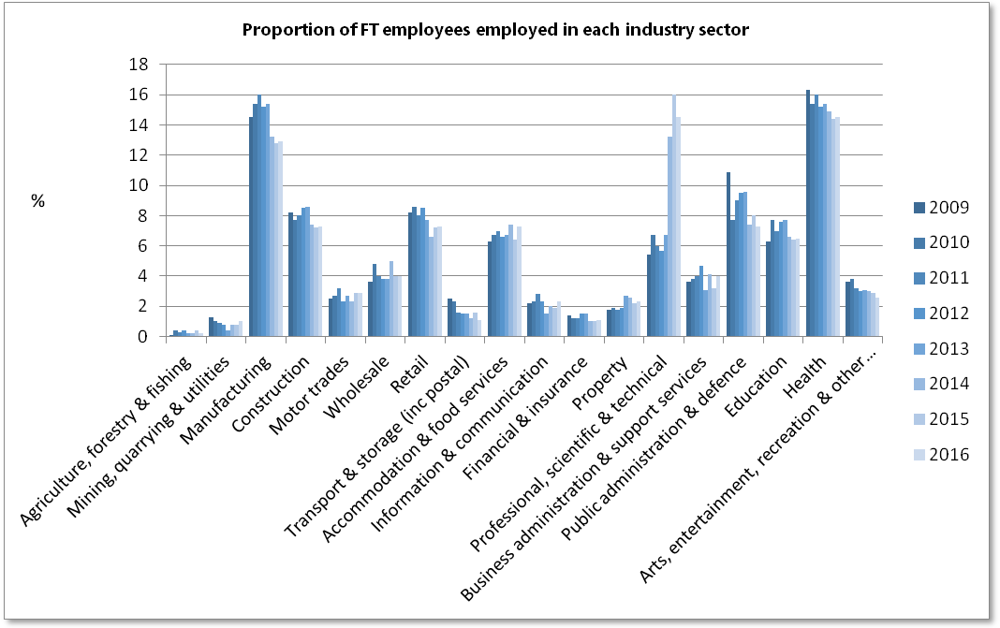 Proportion of FT employees employed in each industry sector
%
18
16
14
12
10
8
6
4
2
0
Agriculture, forestry & fishing
Mining, quarrying & utilities
Manufacturing
Construction
Motor trades
Wholesale
Retail
Transport & storage (inc postal)
Accommodation & food services
Information & communication
Financial & insurance
Property
Professional, scientific & technical
Business administration & support services
Public administration & defence
Education
Health
Arts, entertainment, recreation & other...
2009
2010
2011
2012
2013
2014
2015
2016